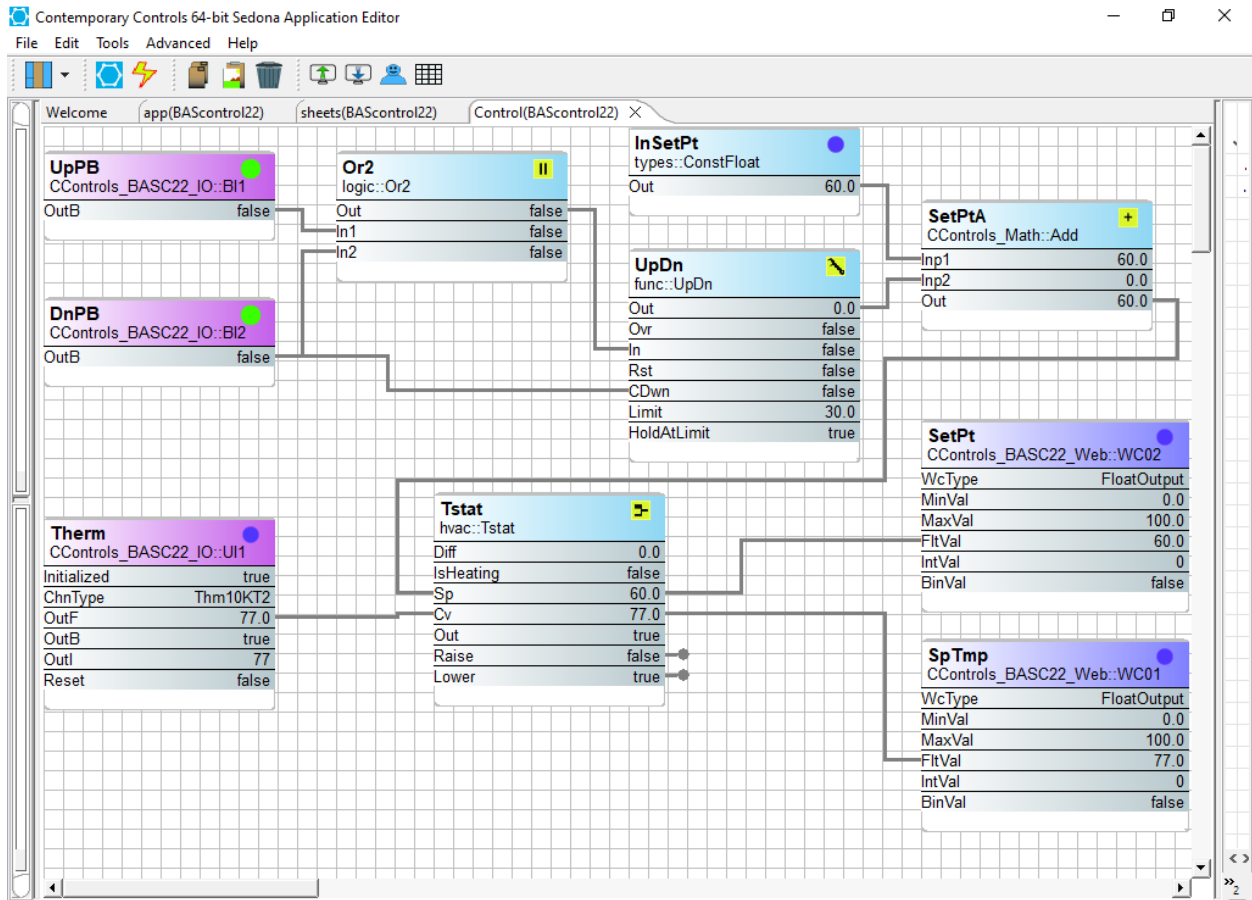 Contemporary Controls 64-bit Sedona Application Editor
File Edit Tools Advanced Help
Welcome app(BAScontrol22) sheets(BAScontrol22) Control(BAScontrol22)
UpPB
CControls_BASC22_IO::BI1
OutB false
Or2
logic::Or2
Out false
In1 false
In2 false
InSetPt
types::ConstFloat
Out 60.0
SetPtA
CControls_Math::Add
Inp1 60.0
Inp2 0.0
Out 60.0
DnPB
CControls_BASC22_IO::BI2
OutB false
UpDn
func::UpDn
Out 0.0
Ovr false
In false
Rst false
CDwn false
Limit 30.0
HoldAtLimit true
SetPt
CControls_BASC22_Web::WC02
WcType FloatOutput
MinVal 0.0
MaxVal 100.0
FltVal 60.0
IntVal 0
BinVal false
Therm
CControls_BASC22_IO::UI1
Initialized true
ChnType Thm10KT2
OutF 77.0
OutB true
OutI 77
Reset false
Tstat
hvac::Tstat
Diff 0.0
IsHeating false
Sp 60.0
Cv 77.0
Out true
Raise false
Lower true
SpTmp
CControls_BASC22_Web::WC01
WcType FloatOutput
MinVal 0.0
MaxVal 100.0
FltVal 77.0
IntVal 0
BinVal false
2